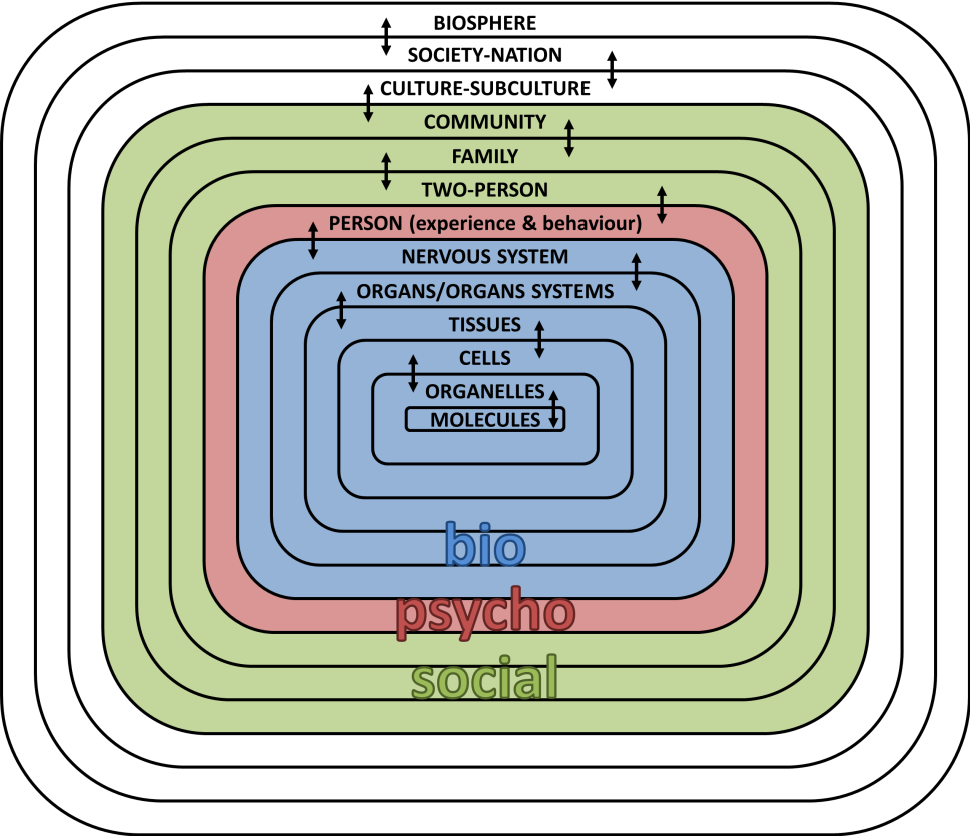 BIOSPHERE
SOCIETY-NATION
CULTURE-SUBCULTURE
COMMUNITY
FAMILY
TWO-PERSON
PERSON (experience & behaviour)
NERVOUS SYSTEM
ORGANS/ORGANS SYSTEMS
TISSUES
CELLS
ORGANELLES
MOLECULES
bio
psycho
social